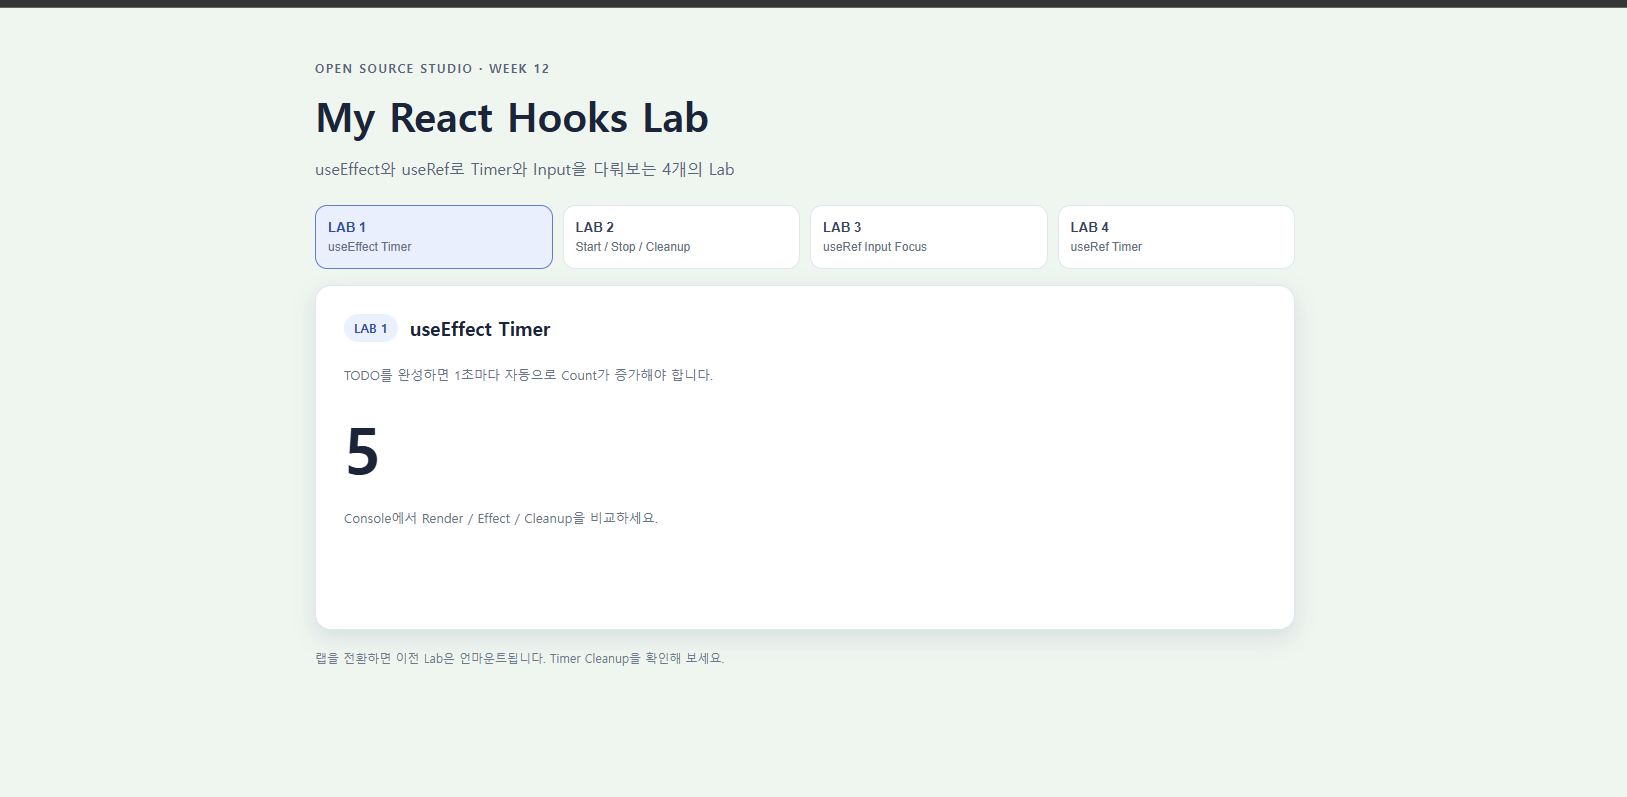 OPEN SOURCE STUDIO · WEEK 12
My React Hooks Lab
useEffect와 useRef로 Timer와 Input을 다뤄보는 4개의 Lab
LAB 1
useEffect Timer
LAB 2
Start / Stop / Cleanup
LAB 3
useRef Input Focus
LAB 4
useRef Timer
LAB 1 useEffect Timer
TODO를 완성하면 1초마다 자동으로 Count가 증가해야 합니다.
5
Console에서 Render / Effect / Cleanup을 비교하세요.
랩을 전환하면 이전 Lab은 언마운트됩니다. Timer Cleanup을 확인해 보세요.